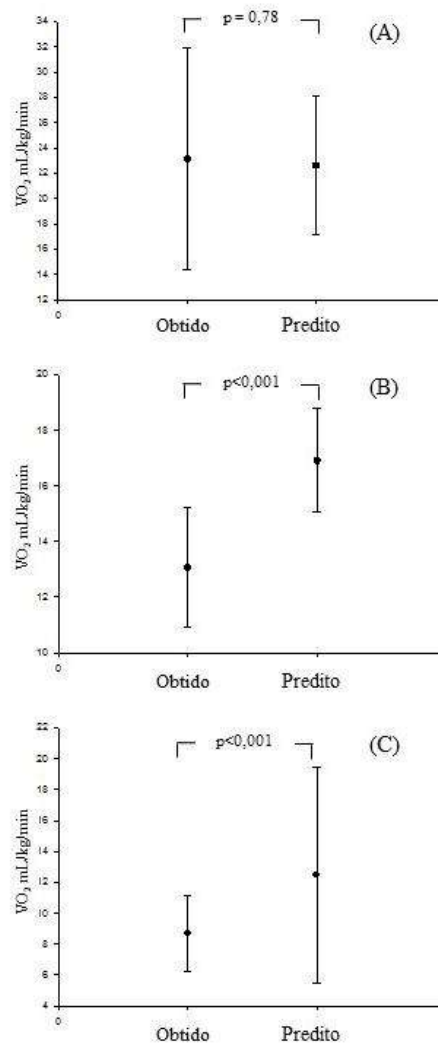 p = 0,78
(A)
34
32
30
28
26
24
22
20
18
16
14
12
0
VO₂ mL/kg/min
Obtido
Predito
p<0,001
(B)
20
18
16
14
12
10
0
VO₂ mL/kg/min
Obtido
Predito
p<0,001
(C)
22
20
18
16
14
12
10
8
6
4
0
VO₂ mL/kg/min
Obtido
Predito